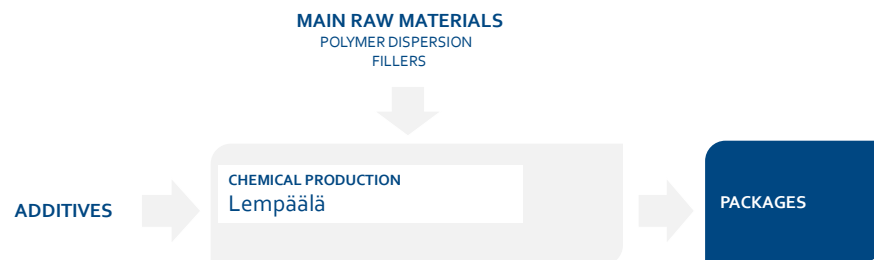 MAIN RAW MATERIALS
POLYMER DISPERSION
FILLERS
CHEMICAL PRODUCTION
Lempäälä
ADDITIVES
PACKAGES